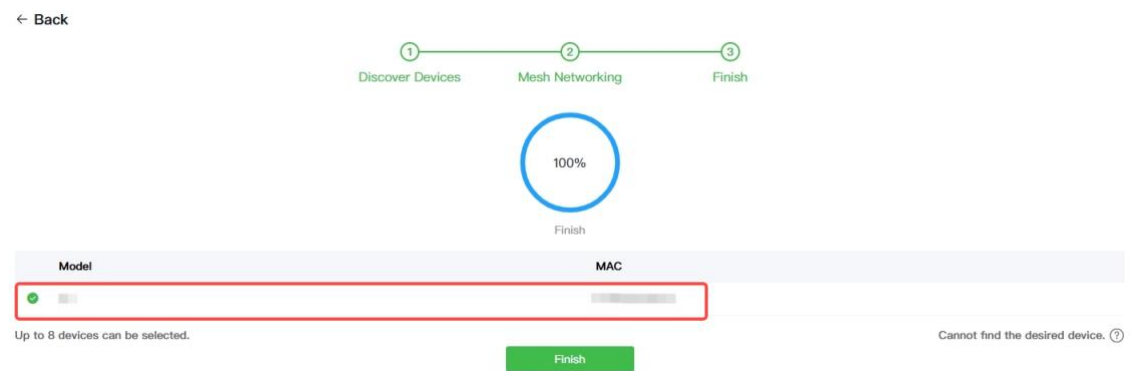 ← Back
1 2 3
Discover Devices Mesh Networking Finish
100%
Finish
Model MAC
Up to 8 devices can be selected. Cannot find the desired device. ?
Finish